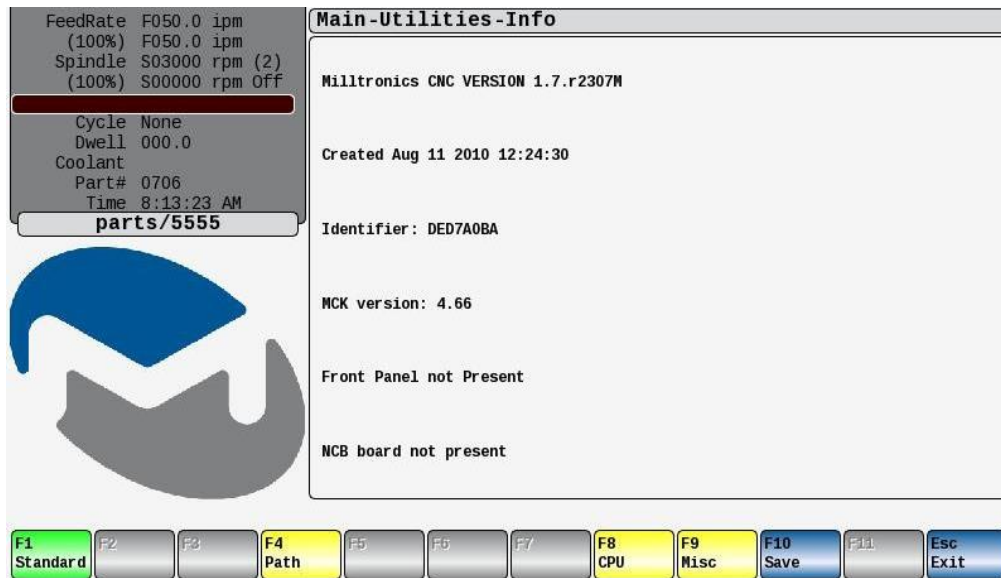 FeedRate F050.0 ipm
(100%) F050.0 ipm
Spindle S03000 rpm (2)
(100%) S00000 rpm Off
Cycle None
Dwell 000.0
Coolant
Part# 0706
Time 8:13:23 AM
parts/5555
Main-Utilities-Info
Milltronics CNC VERSION 1.7.r2307M
Created Aug 11 2010 12:24:30
Identifier: DED7A0BA
MCK version: 4.66
Front Panel not Present
NCB board not present
F1 F2 F3 F4 F5 F6 F7 F8 F9 F10 F11 Esc
Standard Path CPU Misc Save Exit